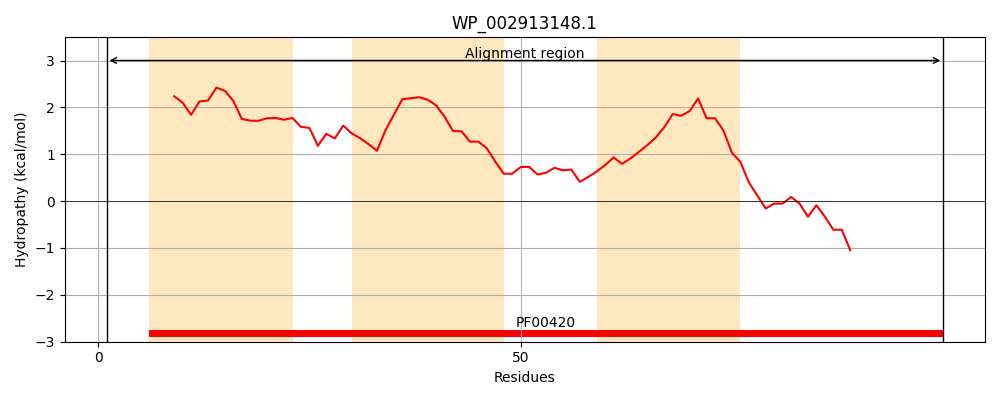 WP_002913148.1
Alignment region
3
2
1
0
−1
−2
−3
Hydropathy (kcal/mol)
PF00420
0
50
Residues